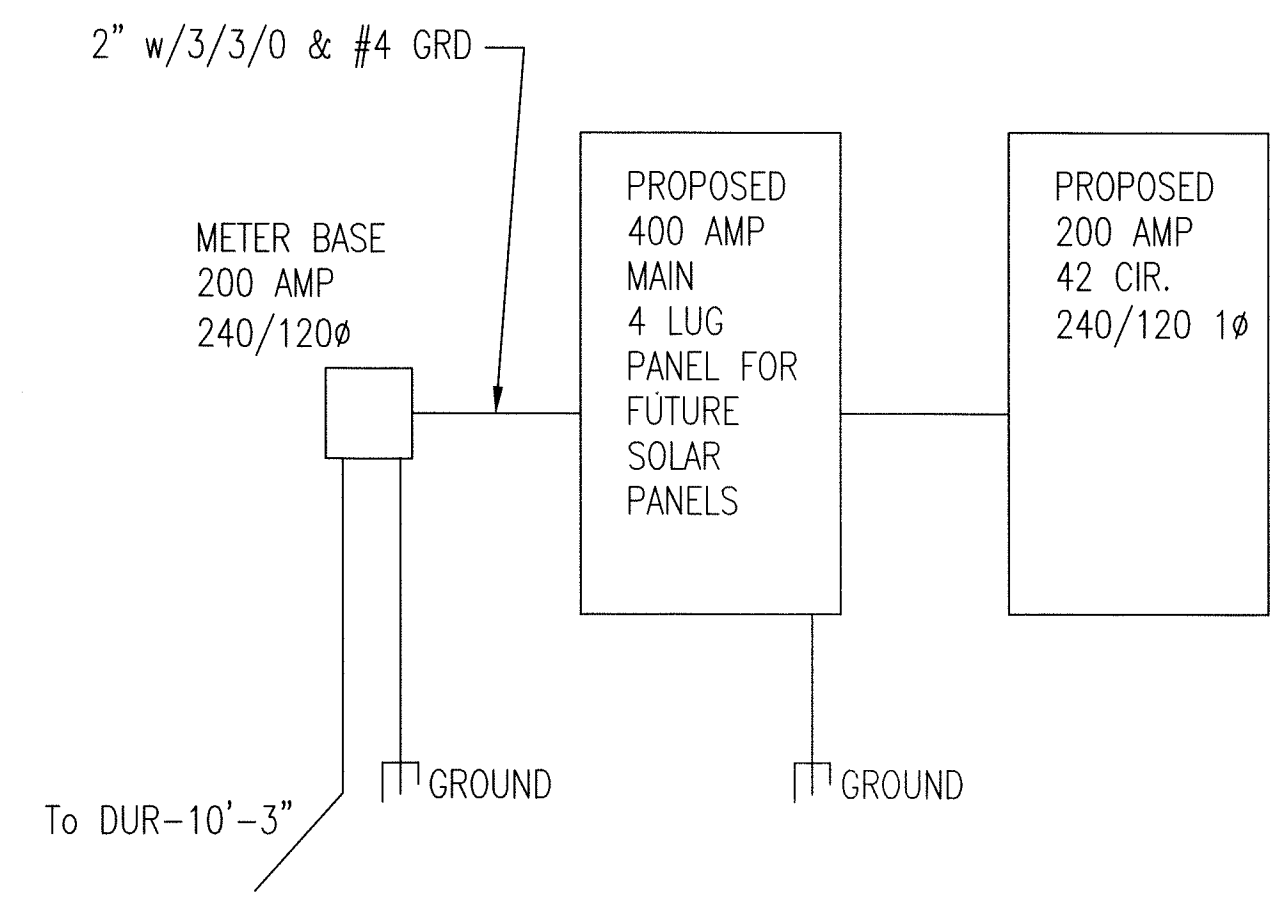 2" w/3/3/0 & #4 GRD
METER BASE
200 AMP
240/120ø
PROPOSED
400 AMP
MAIN
4 LUG
PANEL FOR
FUTURE
SOLAR
PANELS
PROPOSED
200 AMP
42 CIR.
240/120 1ø
GROUND
GROUND
To DUR-10'-3"